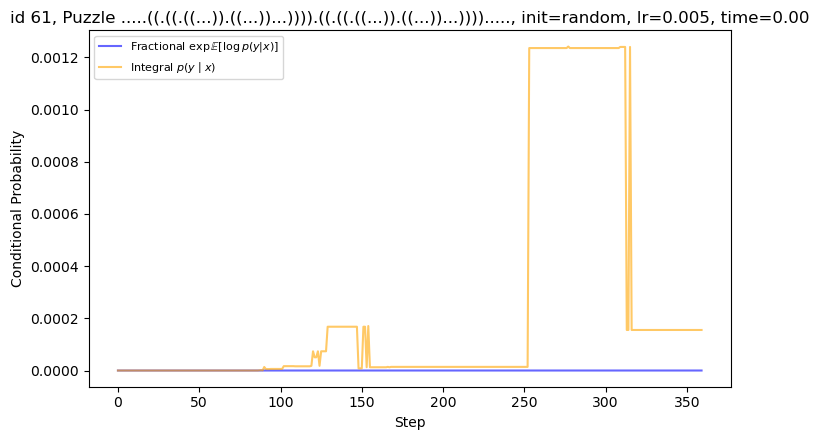 id 61, Puzzle .....((.((.((...)).((...))...)))).((.((.((...)).((...))...))))....., init=random, lr=0.005, time=0.00
Fractional exp𝔼[log p(y|x)]
Integral p(y | x)
0.0012
0.0010
0.0008
0.0006
0.0004
0.0002
0.0000
Conditional Probability
0 50 100 150 200 250 300 350
Step